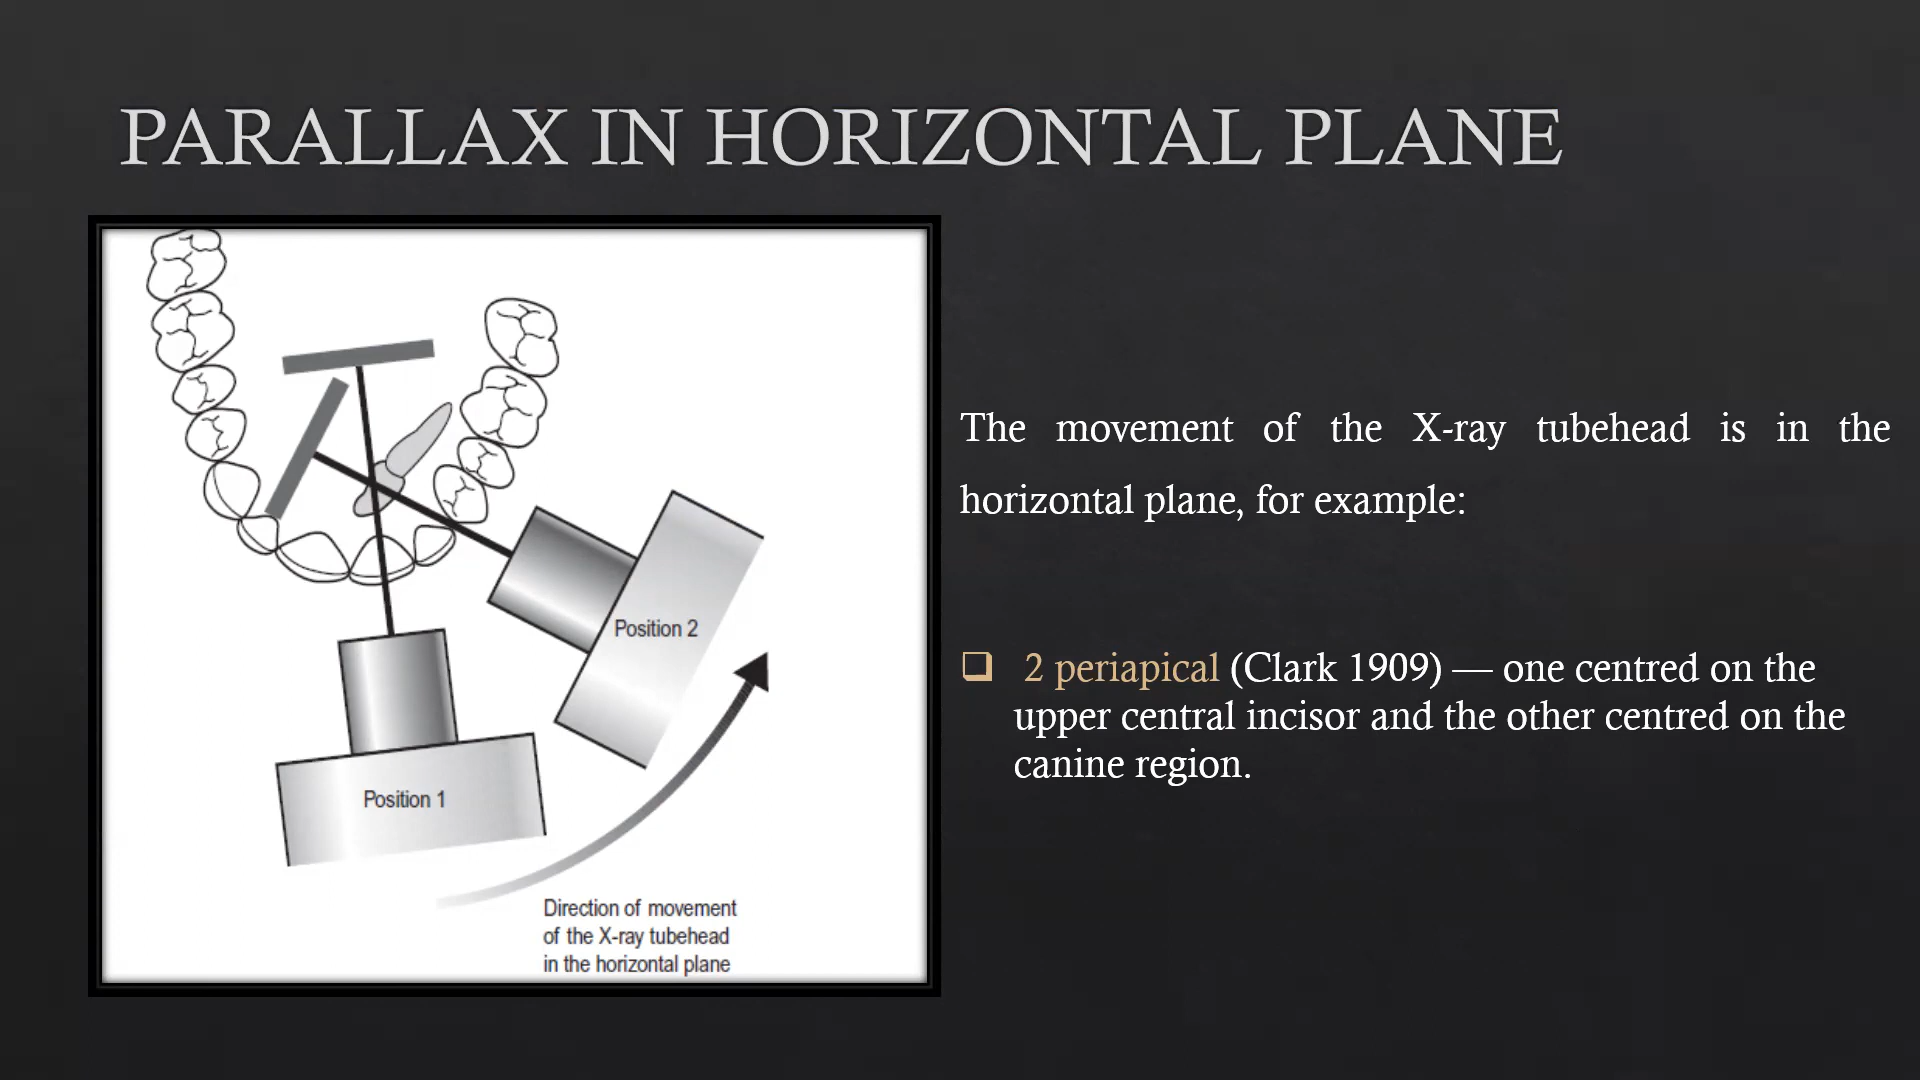 PARALLAX IN HORIZONTAL PLANE
Position 2
Position 1
Direction of movement
of the X-ray tubehead
in the horizontal plane
The movement of the X-ray tubehead is in the
horizontal plane, for example:
2 periapical (Clark 1909) — one centred on the
upper central incisor and the other centred on the
canine region.